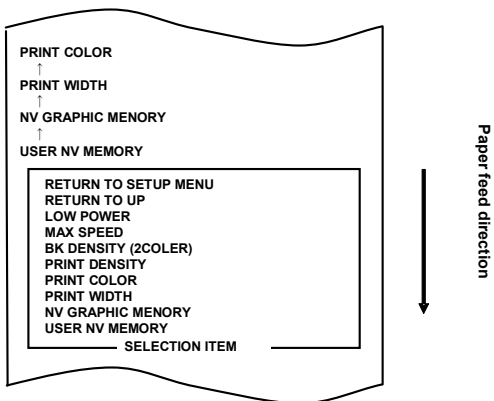 PRINT COLOR
↑
PRINT WIDTH
↑
NV GRAPHIC MENORY
↑
USER NV MEMORY
RETURN TO SETUP MENU
RETURN TO UP
LOW POWER
MAX SPEED
BK DENSITY (2COLER)
PRINT DENSITY
PRINT COLOR
PRINT WIDTH
NV GRAPHIC MENORY
USER NV MEMORY
SELECTION ITEM
Paper feed direction